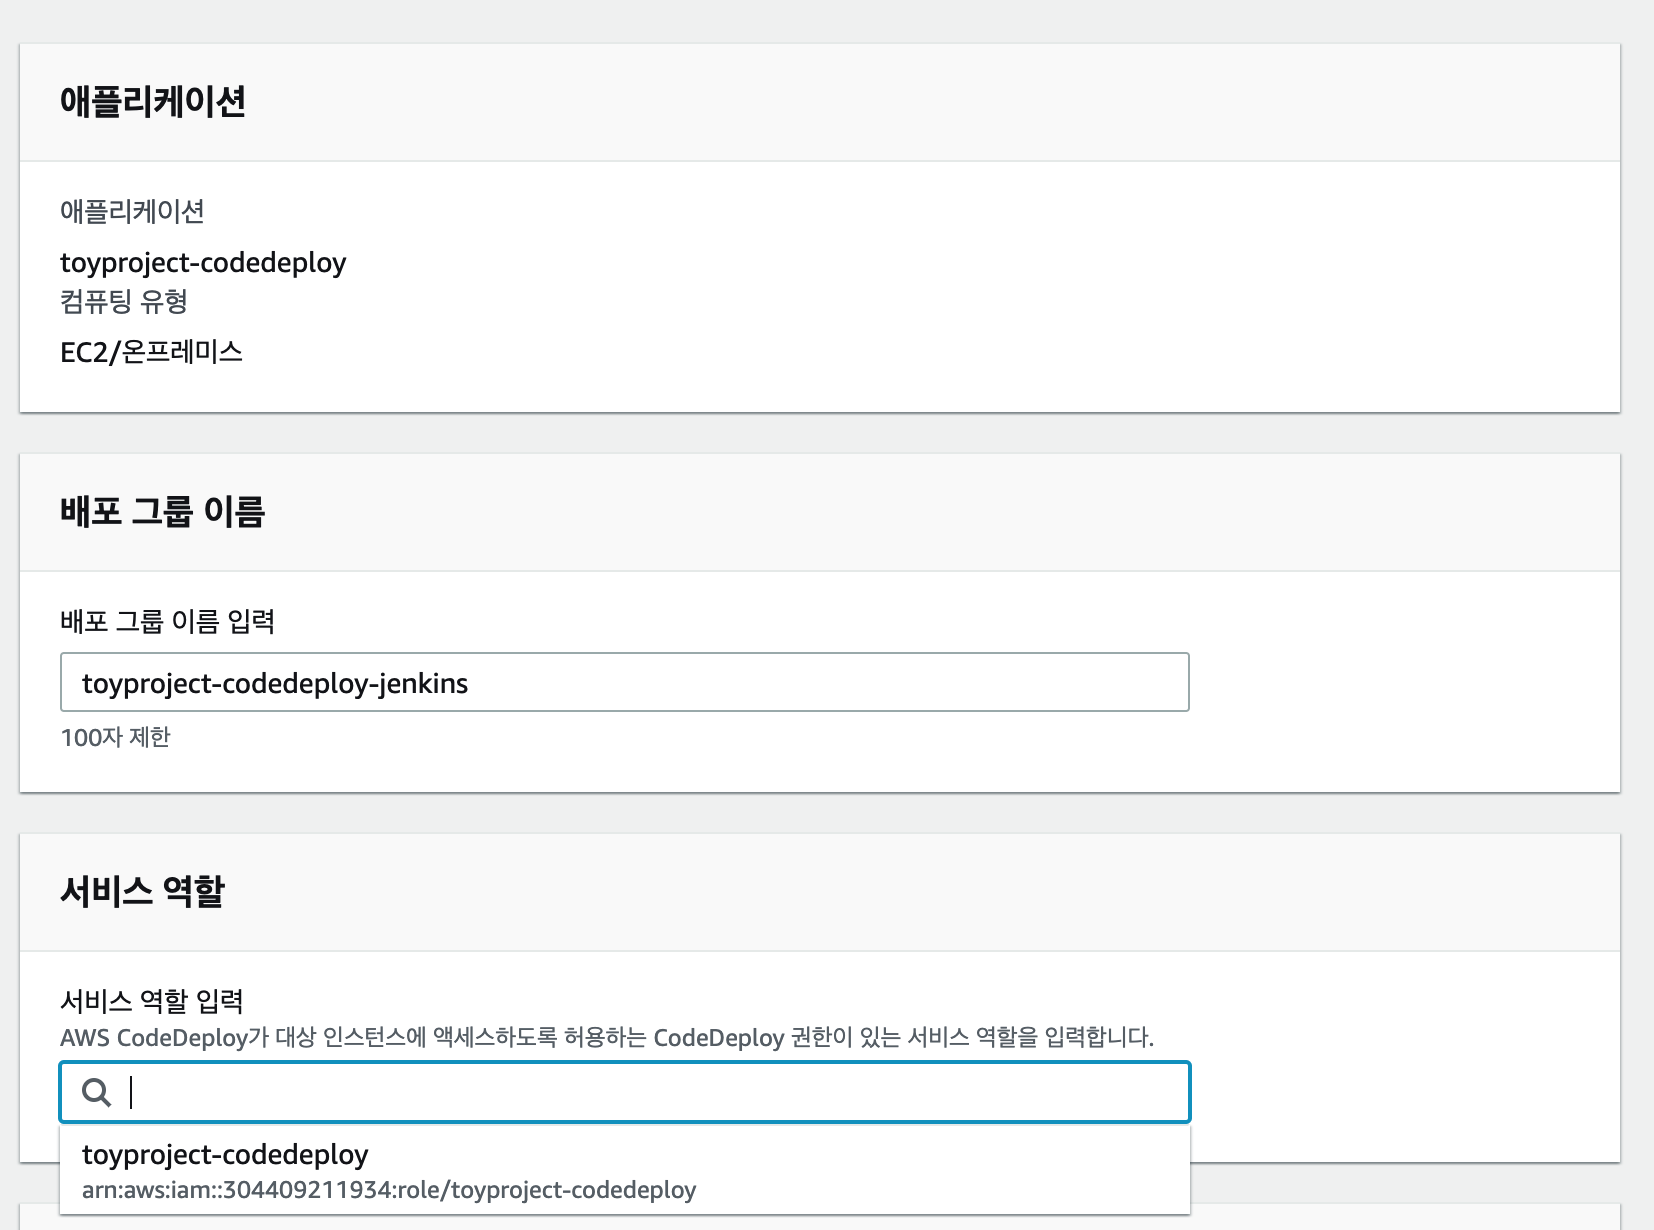 애플리케이션
애플리케이션
toyproject-codedeploy
컴퓨팅 유형
EC2/온프레미스
배포 그룹 이름
배포 그룹 이름 입력
toyproject-codedeploy-jenkins
100자 제한
서비스 역할
서비스 역할 입력
AWS CodeDeploy가 대상 인스턴스에 액세스하도록 허용하는 CodeDeploy 권한이 있는 서비스 역할을 입력합니다.
toyproject-codedeploy
arn:aws:iam::304409211934:role/toyproject-codedeploy